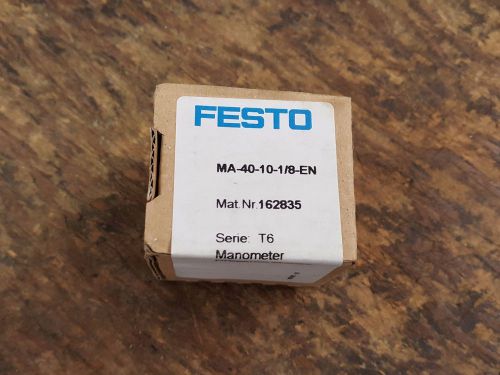 FESTO
MA-40-10-1/8-EN
Mat.Nr.162835
Serie: T6
Manometer